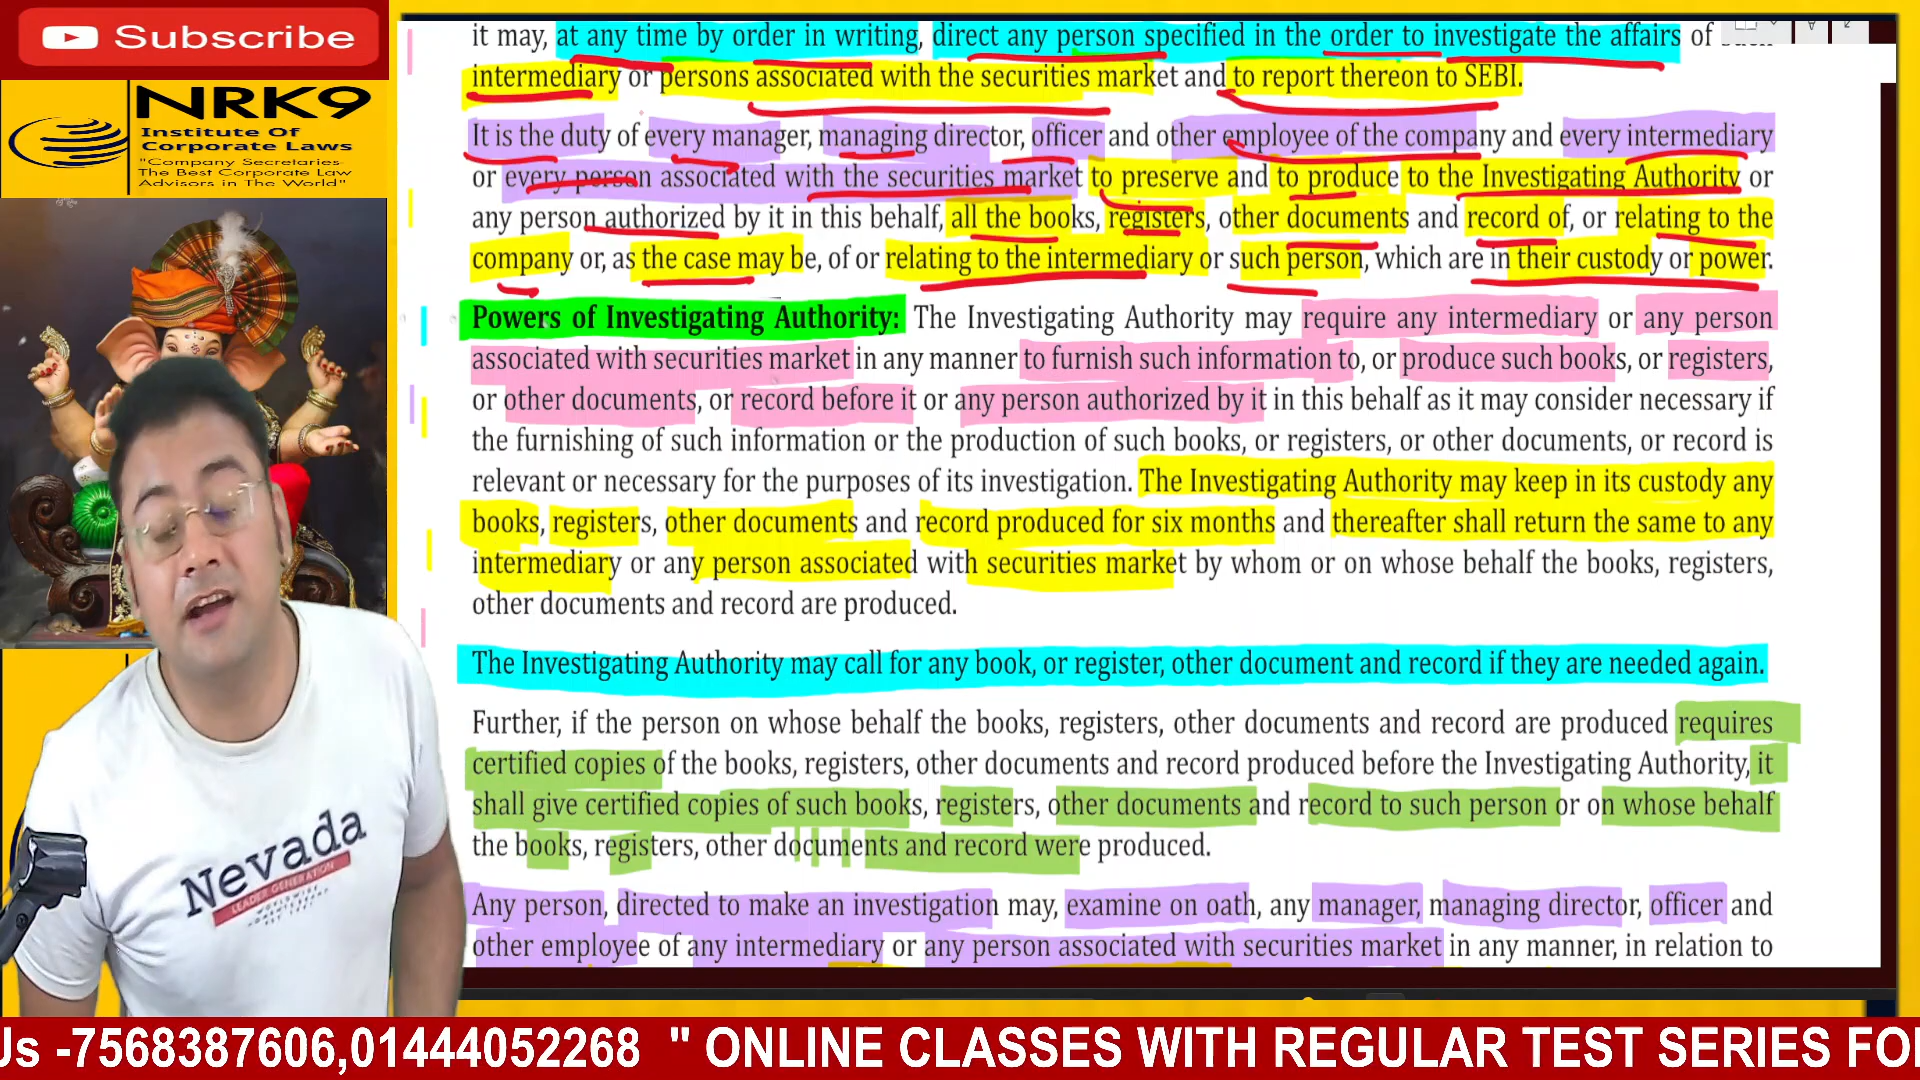 Subscribe
NRK9
Institute Of
Corporate Laws
"Company Secretaries-
The Best Corporate Law
Advisors in The World"
it may, at any time by order in writing, direct any person specified in the order to investigate the affairs of such
intermediary or persons associated with the securities market and to report thereon to SEBI.
It is the duty of every manager, managing director, officer and other employee of the company and every intermediary
or every person associated with the securities market to preserve and to produce to the Investigating Authority or
any person authorized by it in this behalf, all the books, registers, other documents and record of, or relating to the
company or, as the case may be, of or relating to the intermediary or such person, which are in their custody or power.
Powers of Investigating Authority: The Investigating Authority may require any intermediary or any person
associated with securities market in any manner to furnish such information to, or produce such books, or registers,
or other documents, or record before it or any person authorized by it in this behalf as it may consider necessary if
the furnishing of such information or the production of such books, or registers, or other documents, or record is
relevant or necessary for the purposes of its investigation. The Investigating Authority may keep in its custody any
books, registers, other documents and record produced for six months and thereafter shall return the same to any
intermediary or any person associated with securities market by whom or on whose behalf the books, registers,
other documents and record are produced.
The Investigating Authority may call for any book, or register, other document and record if they are needed again.
Further, if the person on whose behalf the books, registers, other documents and record are produced requires
certified copies of the books, registers, other documents and record produced before the Investigating Authority, it
shall give certified copies of such books, registers, other documents and record to such person or on whose behalf
the books, registers, other documents and record were produced.
Any person, directed to make an investigation may, examine on oath, any manager, managing director, officer and
other employee of any intermediary or any person associated with securities market in any manner, in relation to
Nevada
LEADER GENERATION
Us -7568387606,01444052268 " ONLINE CLASSES WITH REGULAR TEST SERIES FO